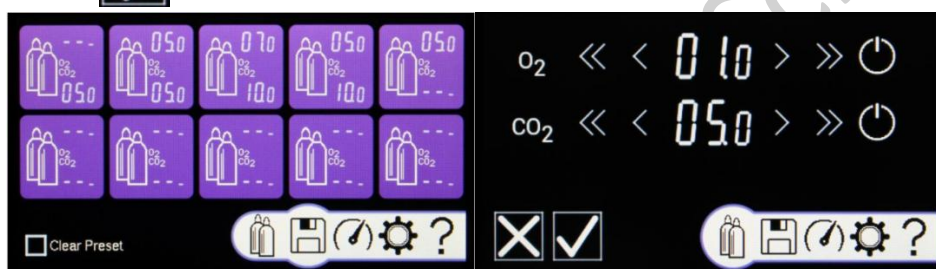 --- 05.0 07.0 05.0 05.0
O2 O2 O2 O2 O2
CO2 CO2 CO2 CO2 CO2
05.0 05.0 10.0 10.0 ---
--- --- --- --- ---
O2 O2 O2 O2 O2
CO2 CO2 CO2 CO2 CO2
--- --- --- --- ---
Clear Preset ?
O2 << < 01.0 > >>
CO2 << < 05.0 > >>
?